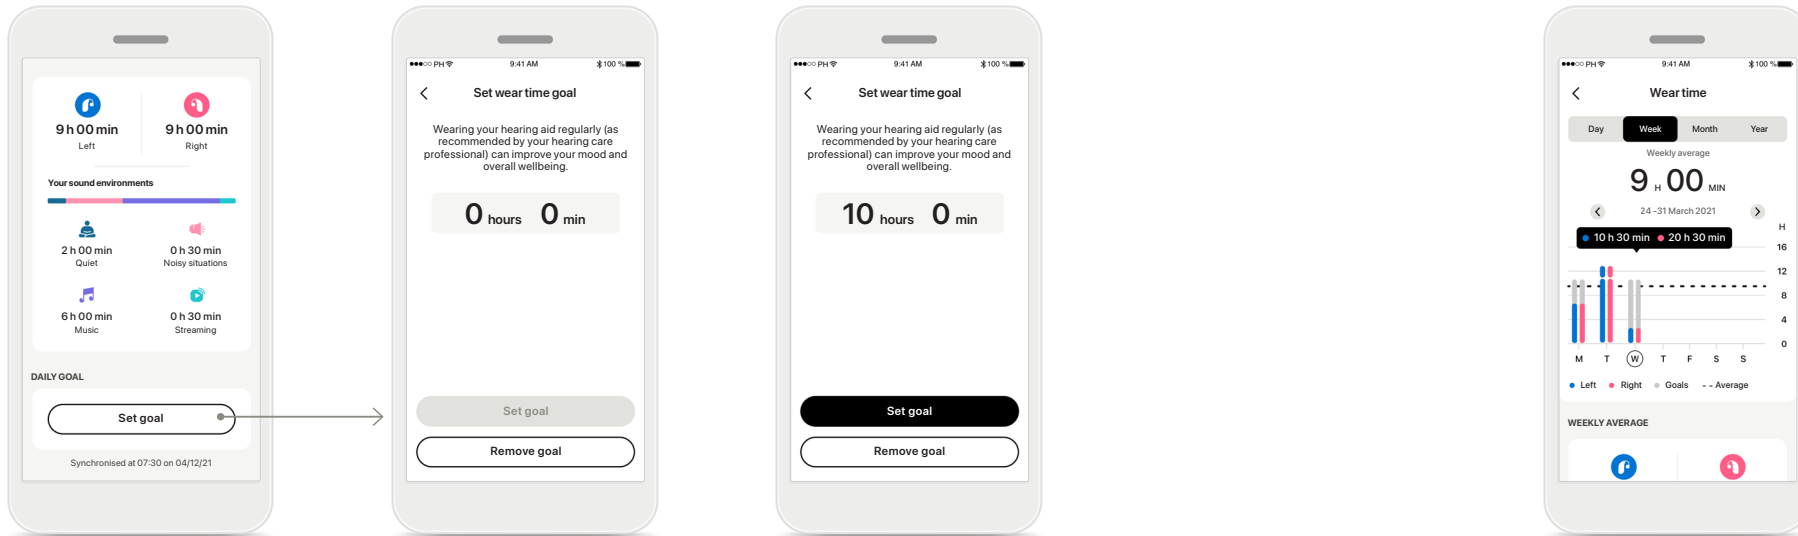 9 h 00 min
Left
9 h 00 min
Right
Your sound environments
2 h 00 min
Quiet
0 h 30 min
Noisy situations
6 h 00 min
Music
0 h 30 min
Streaming
DAILY GOAL
Set goal
Synchronised at 07:30 on 04/12/21
PH 9:41 AM 100 %
Set wear time goal
Wearing your hearing aid regularly (as
recommended by your hearing care
professional) can improve your mood and
overall wellbeing.
0 hours 0 min
Set goal
Remove goal
PH 9:41 AM 100 %
Set wear time goal
Wearing your hearing aid regularly (as
recommended by your hearing care
professional) can improve your mood and
overall wellbeing.
10 hours 0 min
Set goal
Remove goal
PH 9:41 AM 100 %
Wear time
Day Week Month Year
Weekly average
9 H 00 MIN
24 -31 March 2021
H
10 h 30 min 20 h 30 min
16
12
8
4
0
M T W T F S S
Left Right Goals - - Average
WEEKLY AVERAGE